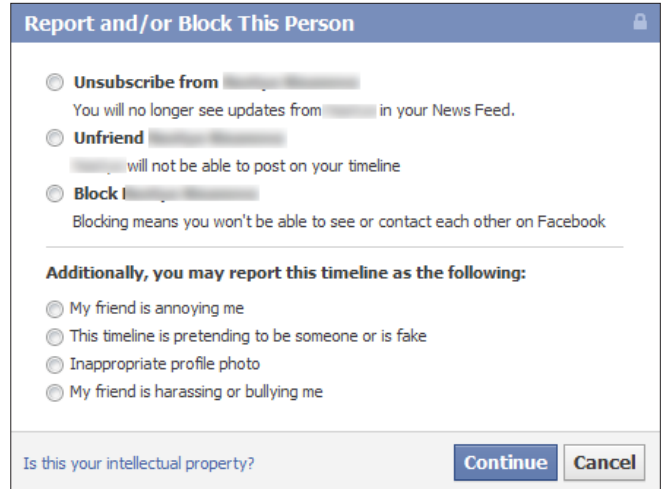 Report and/or Block This Person
Unsubscribe from
You will no longer see updates from in your News Feed.
Unfriend
will not be able to post on your timeline
Block
Blocking means you won't be able to see or contact each other on Facebook
Additionally, you may report this timeline as the following:
My friend is annoying me
This timeline is pretending to be someone or is fake
Inappropriate profile photo
My friend is harassing or bullying me
Is this your intellectual property?
Continue
Cancel